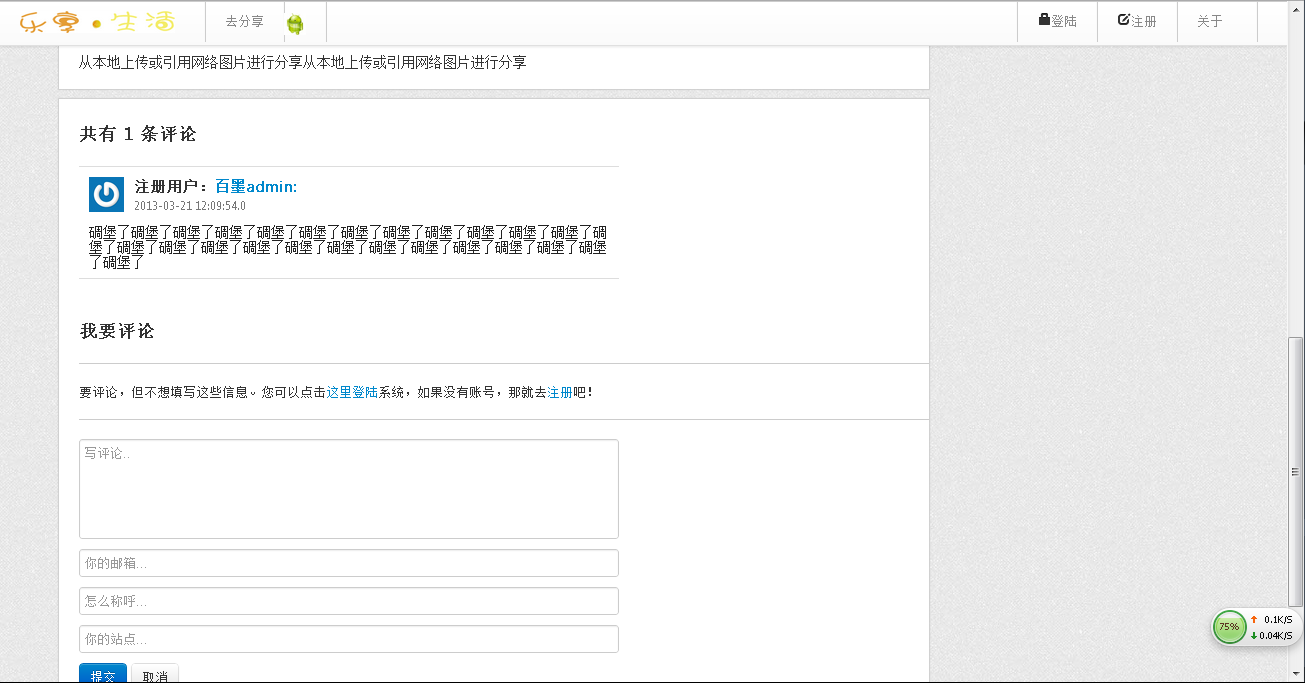 乐享·生活 去分享 登陆 注册 关于
从本地上传或引用网络图片进行分享从本地上传或引用网络图片进行分享
共有 1 条评论
注册用户：百墨admin:
2013-03-21 12:09:54.0
碉堡了碉堡了碉堡了碉堡了碉堡了碉堡了碉堡了碉堡了碉堡了碉堡了碉堡了碉堡了碉
堡了碉堡了碉堡了碉堡了碉堡了碉堡了碉堡了碉堡了碉堡了碉堡了碉堡了碉堡了碉堡
了碉堡了
我要评论
要评论，但不想填写这些信息。您可以点击这里登陆系统，如果没有账号，那就去注册吧！
写评论..
你的邮箱...
怎么称呼...
你的站点...
提交 取消
75% 0.1K/S
0.04K/S